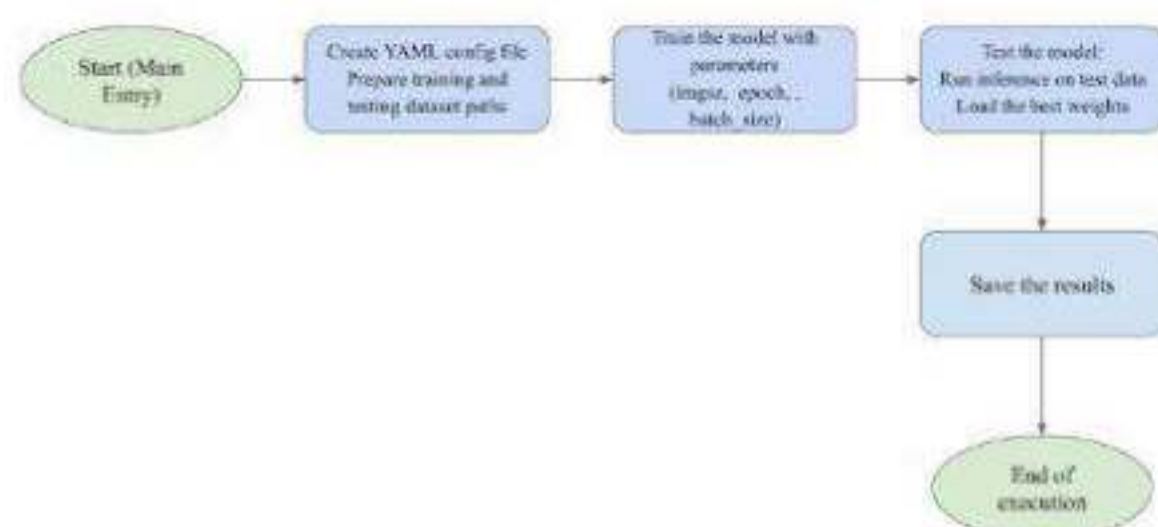 Start (Main
Entry)
Create YAML config file
Prepare training and
testing dataset paths
Train the model with
parameters
(imgsz, epoch, ,
batch_size)
Test the model:
Run inference on test data
Load the best weights
Save the results
End of
execution